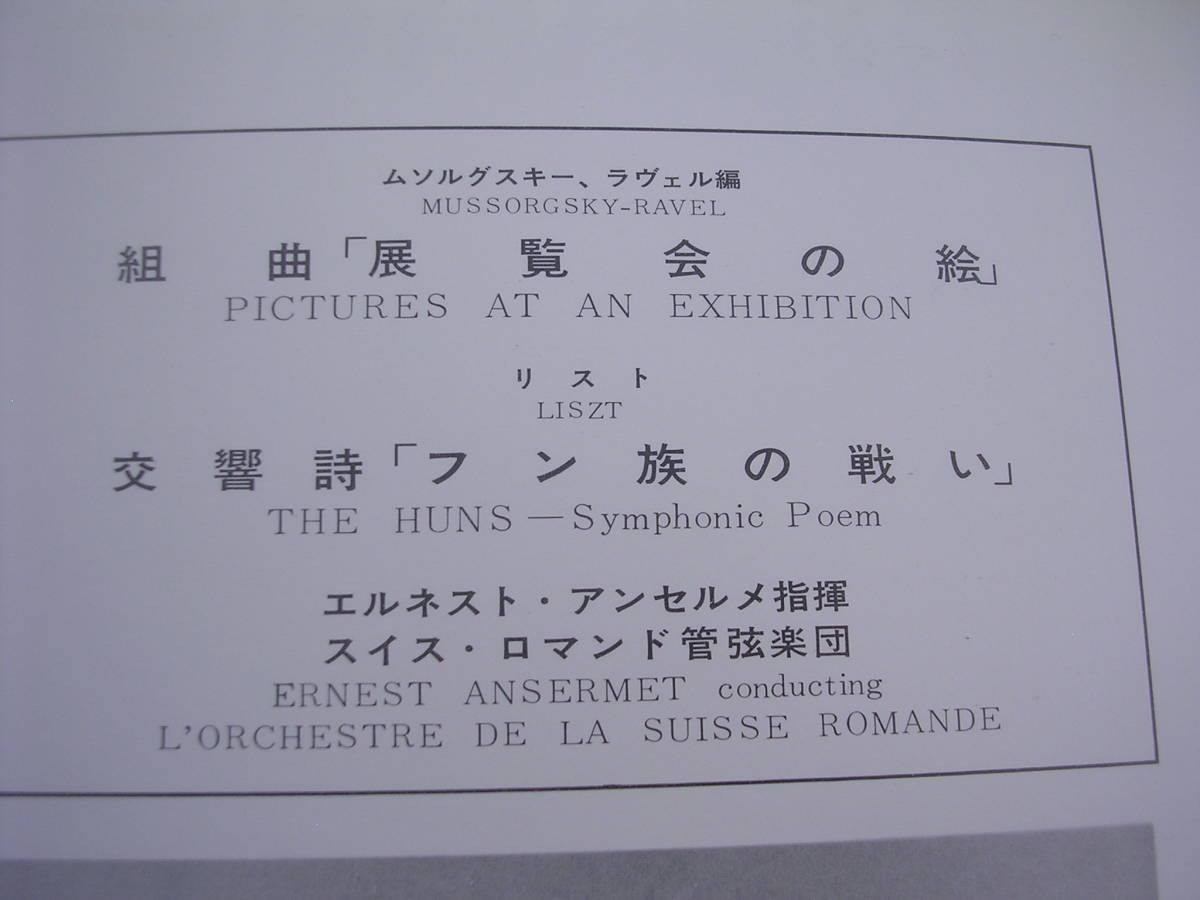 ムソルグスキー、ラヴェル編
MUSSORGSKY-RAVEL
組曲「展覧会の絵」
PICTURES AT AN EXHIBITION
リスト
LISZT
交響詩「フン族の戦い」
THE HUNS — Symphonic Poem
エルネスト・アンセルメ指揮
スイス・ロマンド管弦楽団
ERNEST ANSERMET conducting
L'ORCHESTRE DE LA SUISSE ROMANDE